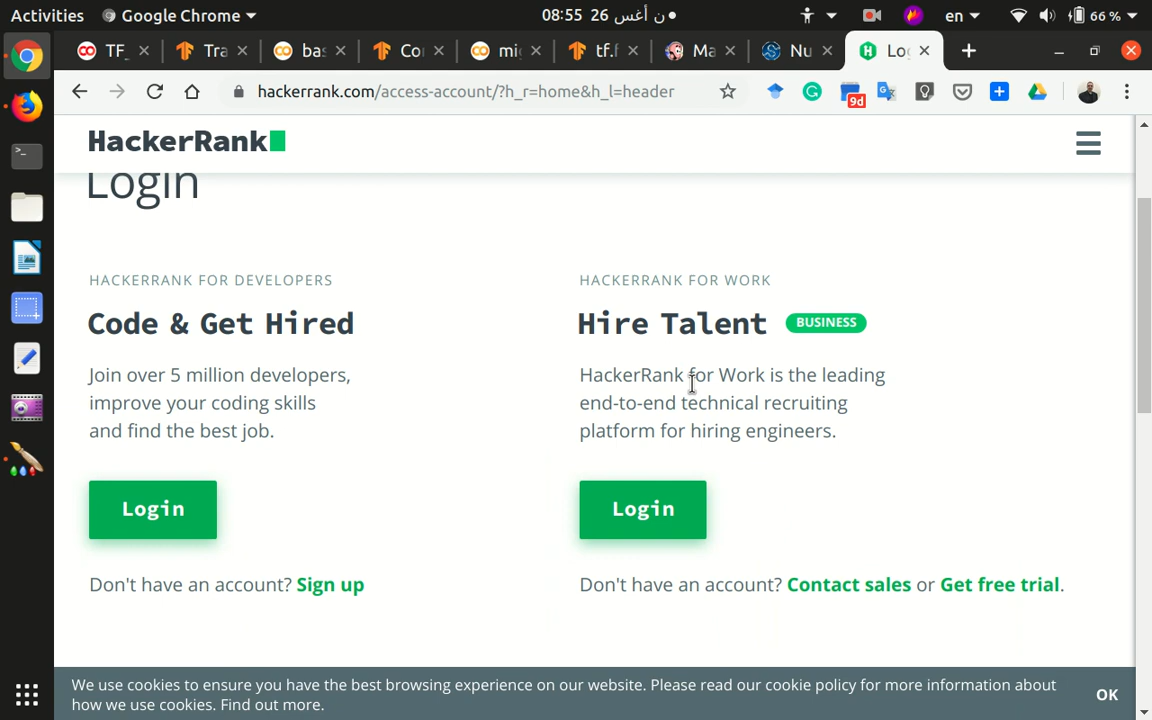 Activities Google Chrome 08:55 26 ن أغس en 66 %
TF_ Tra Co ba: Co mi tf.f Ma Nu Lo
hackerrank.com/access-account/?h_r=home&h_l=header
9d
HackerRank
Login
HACKERRANK FOR DEVELOPERS
Code & Get Hired
Join over 5 million developers,
improve your coding skills
and find the best job.
Login
Don't have an account? Sign up
HACKERRANK FOR WORK
Hire Talent BUSINESS
HackerRank for Work is the leading
end-to-end technical recruiting
platform for hiring engineers.
Login
Don't have an account? Contact sales or Get free trial.
We use cookies to ensure you have the best browsing experience on our website. Please read our cookie policy for more information about
how we use cookies. Find out more.
OK